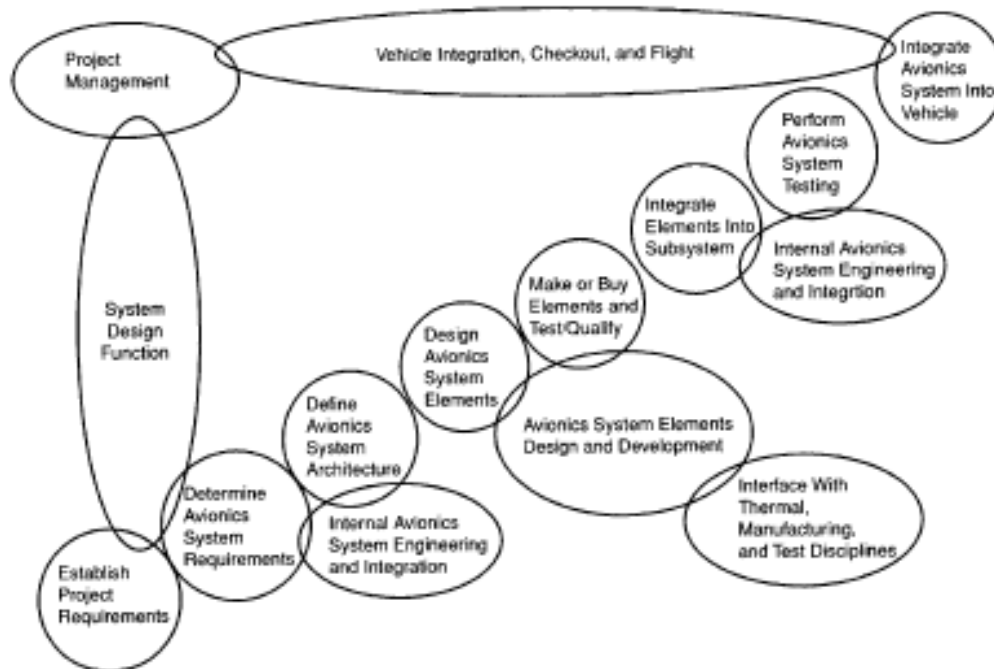 Project
Management
Vehicle Integration, Checkout, and Flight
Integrate
Avionics
System Into
Vehicle
Perform
Avionics
System
Testing
Integrate
Elements Into
Subsystem
Internal Avionics
System Engineering
and Integrtion
Make or Buy
Elements and
Test/Qualify
System
Design
Function
Design
Avionics
System
Elements
Define
Avionics
System
Architecture
Avionics System Elements
Design and Development
Determine
Avionics
System
Requirements
Internal Avionics
System Engineering
and Integration
Interface With
Thermal,
Manufacturing,
and Test Disciplines
Establish
Project
Requirements